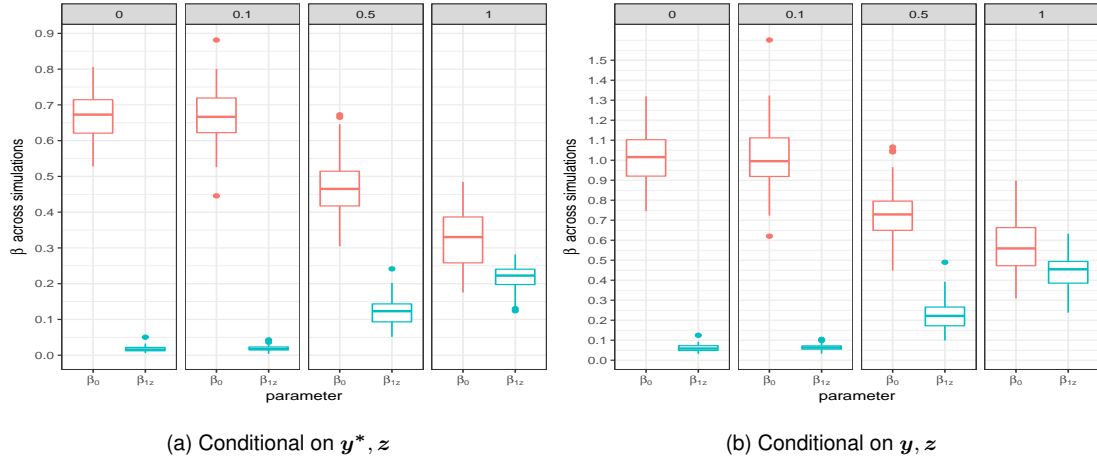 0 0.1 0.5 1
0.9
0.8
0.7
0.6
0.5
0.4
0.3
0.2
0.1
0.0
β across simulations
β₀ β₁z β₀ β₁z β₀ β₁z β₀ β₁z
parameter
(a) Conditional on y*, z
0 0.1 0.5 1
1.5
1.4
1.3
1.2
1.1
1.0
0.9
0.8
0.7
0.6
0.5
0.4
0.3
0.2
0.1
0.0
β across simulations
β₀ β₁z β₀ β₁z β₀ β₁z β₀ β₁z
parameter
(b) Conditional on y, z